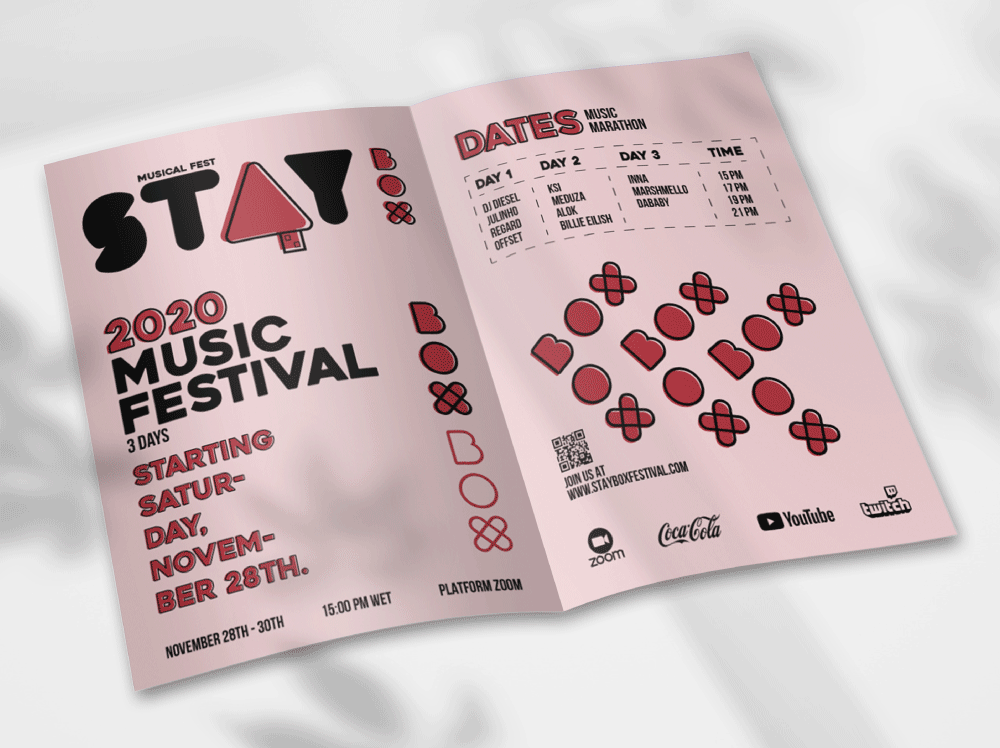 MUSICAL FEST
STAY
BOX
2020
MUSIC
FESTIVAL
3 DAYS
STARTING
SATUR-
DAY,
NOVEM-
BER 28TH.
BOX
BOX
NOVEMBER 28TH - 30TH
15:00 PM WET
PLATFORM ZOOM
DATES
MUSIC
MARATHON
DAY 1
DJ DIESEL
JULINHO
REGARD
OFFSET
DAY 2
KSI
MEDUZA
ALOK
BILLIE EILISH
DAY 3
INNA
MARSHMELLO
DABABY
TIME
15 PM
17 PM
19 PM
21 PM
BOX
BOX
BOX
OX
OX
OX
JOIN US AT
WWW.STAYBOXFESTIVAL.COM
zoom
Coca-Cola
YouTube
twitch